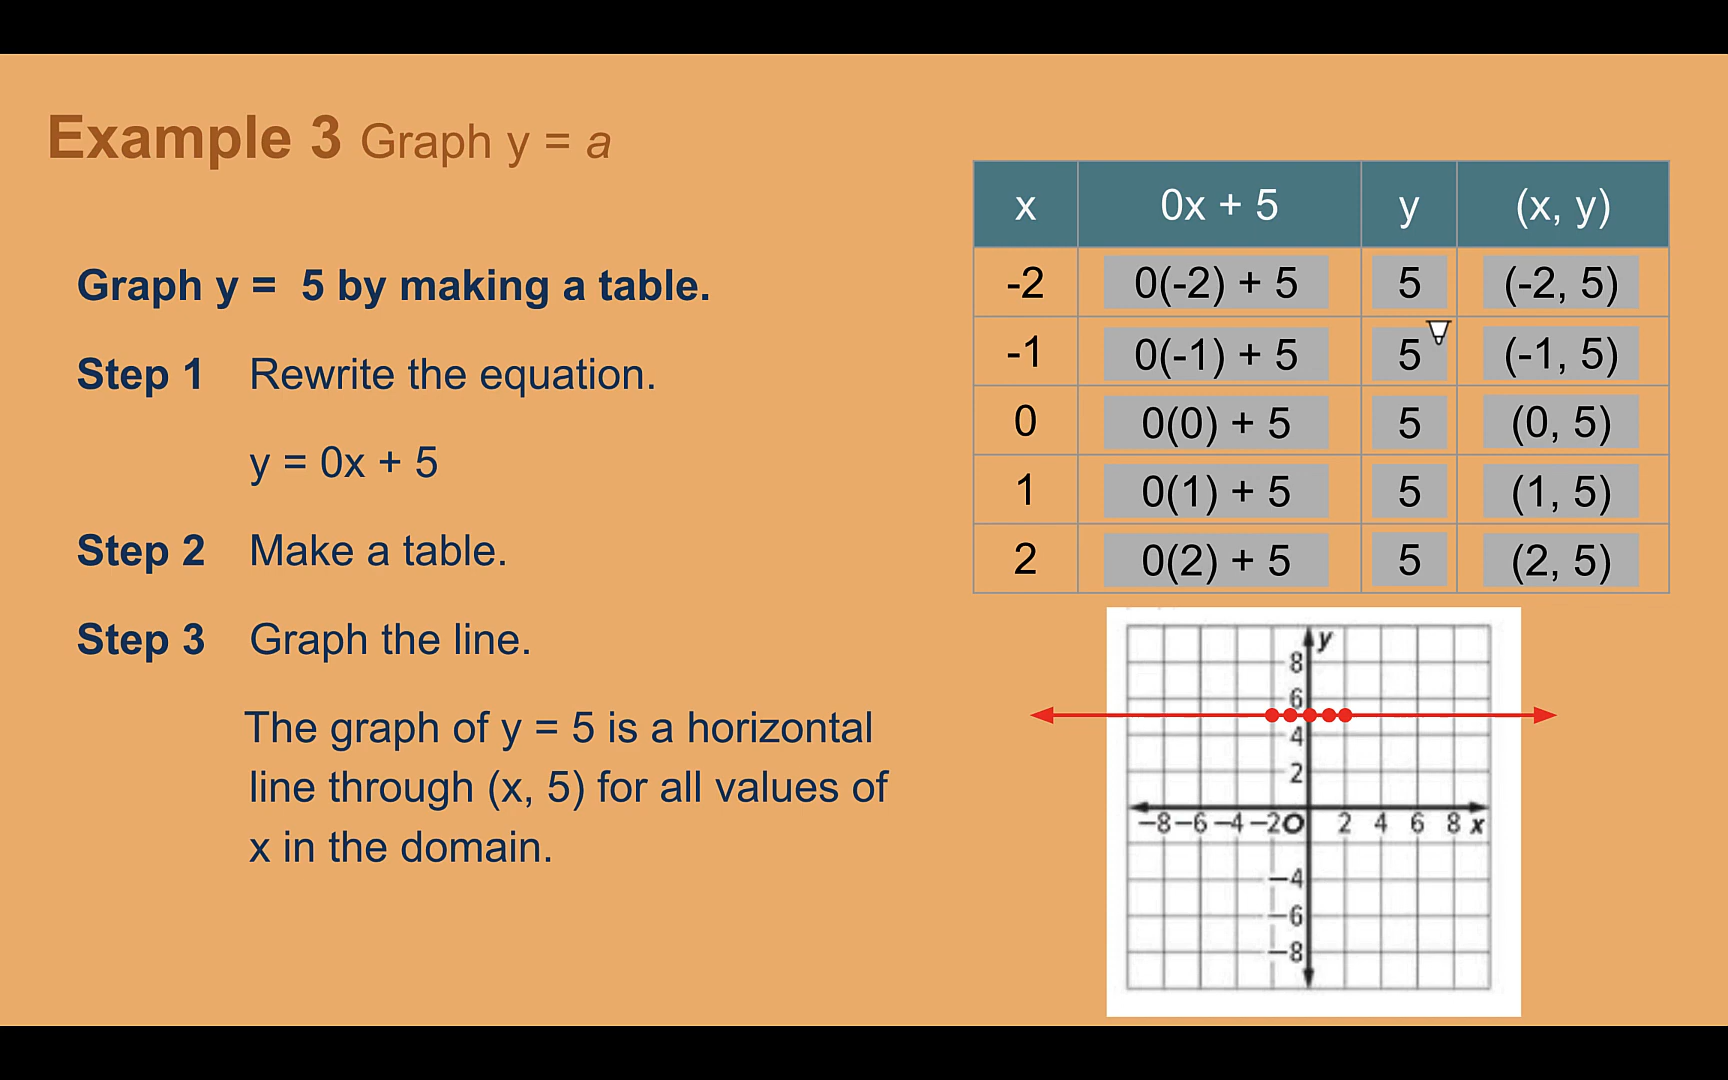 Example 3 Graph y = a
Graph y = 5 by making a table.
Step 1 Rewrite the equation.
y = 0x + 5
Step 2 Make a table.
Step 3 Graph the line.
The graph of y = 5 is a horizontal
line through (x, 5) for all values of
x in the domain.
x 0x + 5 y (x, y)
-2 0(-2) + 5 5 (-2, 5)
-1 0(-1) + 5 5 (-1, 5)
0 0(0) + 5 5 (0, 5)
1 0(1) + 5 5 (1, 5)
2 0(2) + 5 5 (2, 5)
y
8
6
4
2
−8 −6 −4 −2 O 2 4 6 8 x
−4
−6
−8